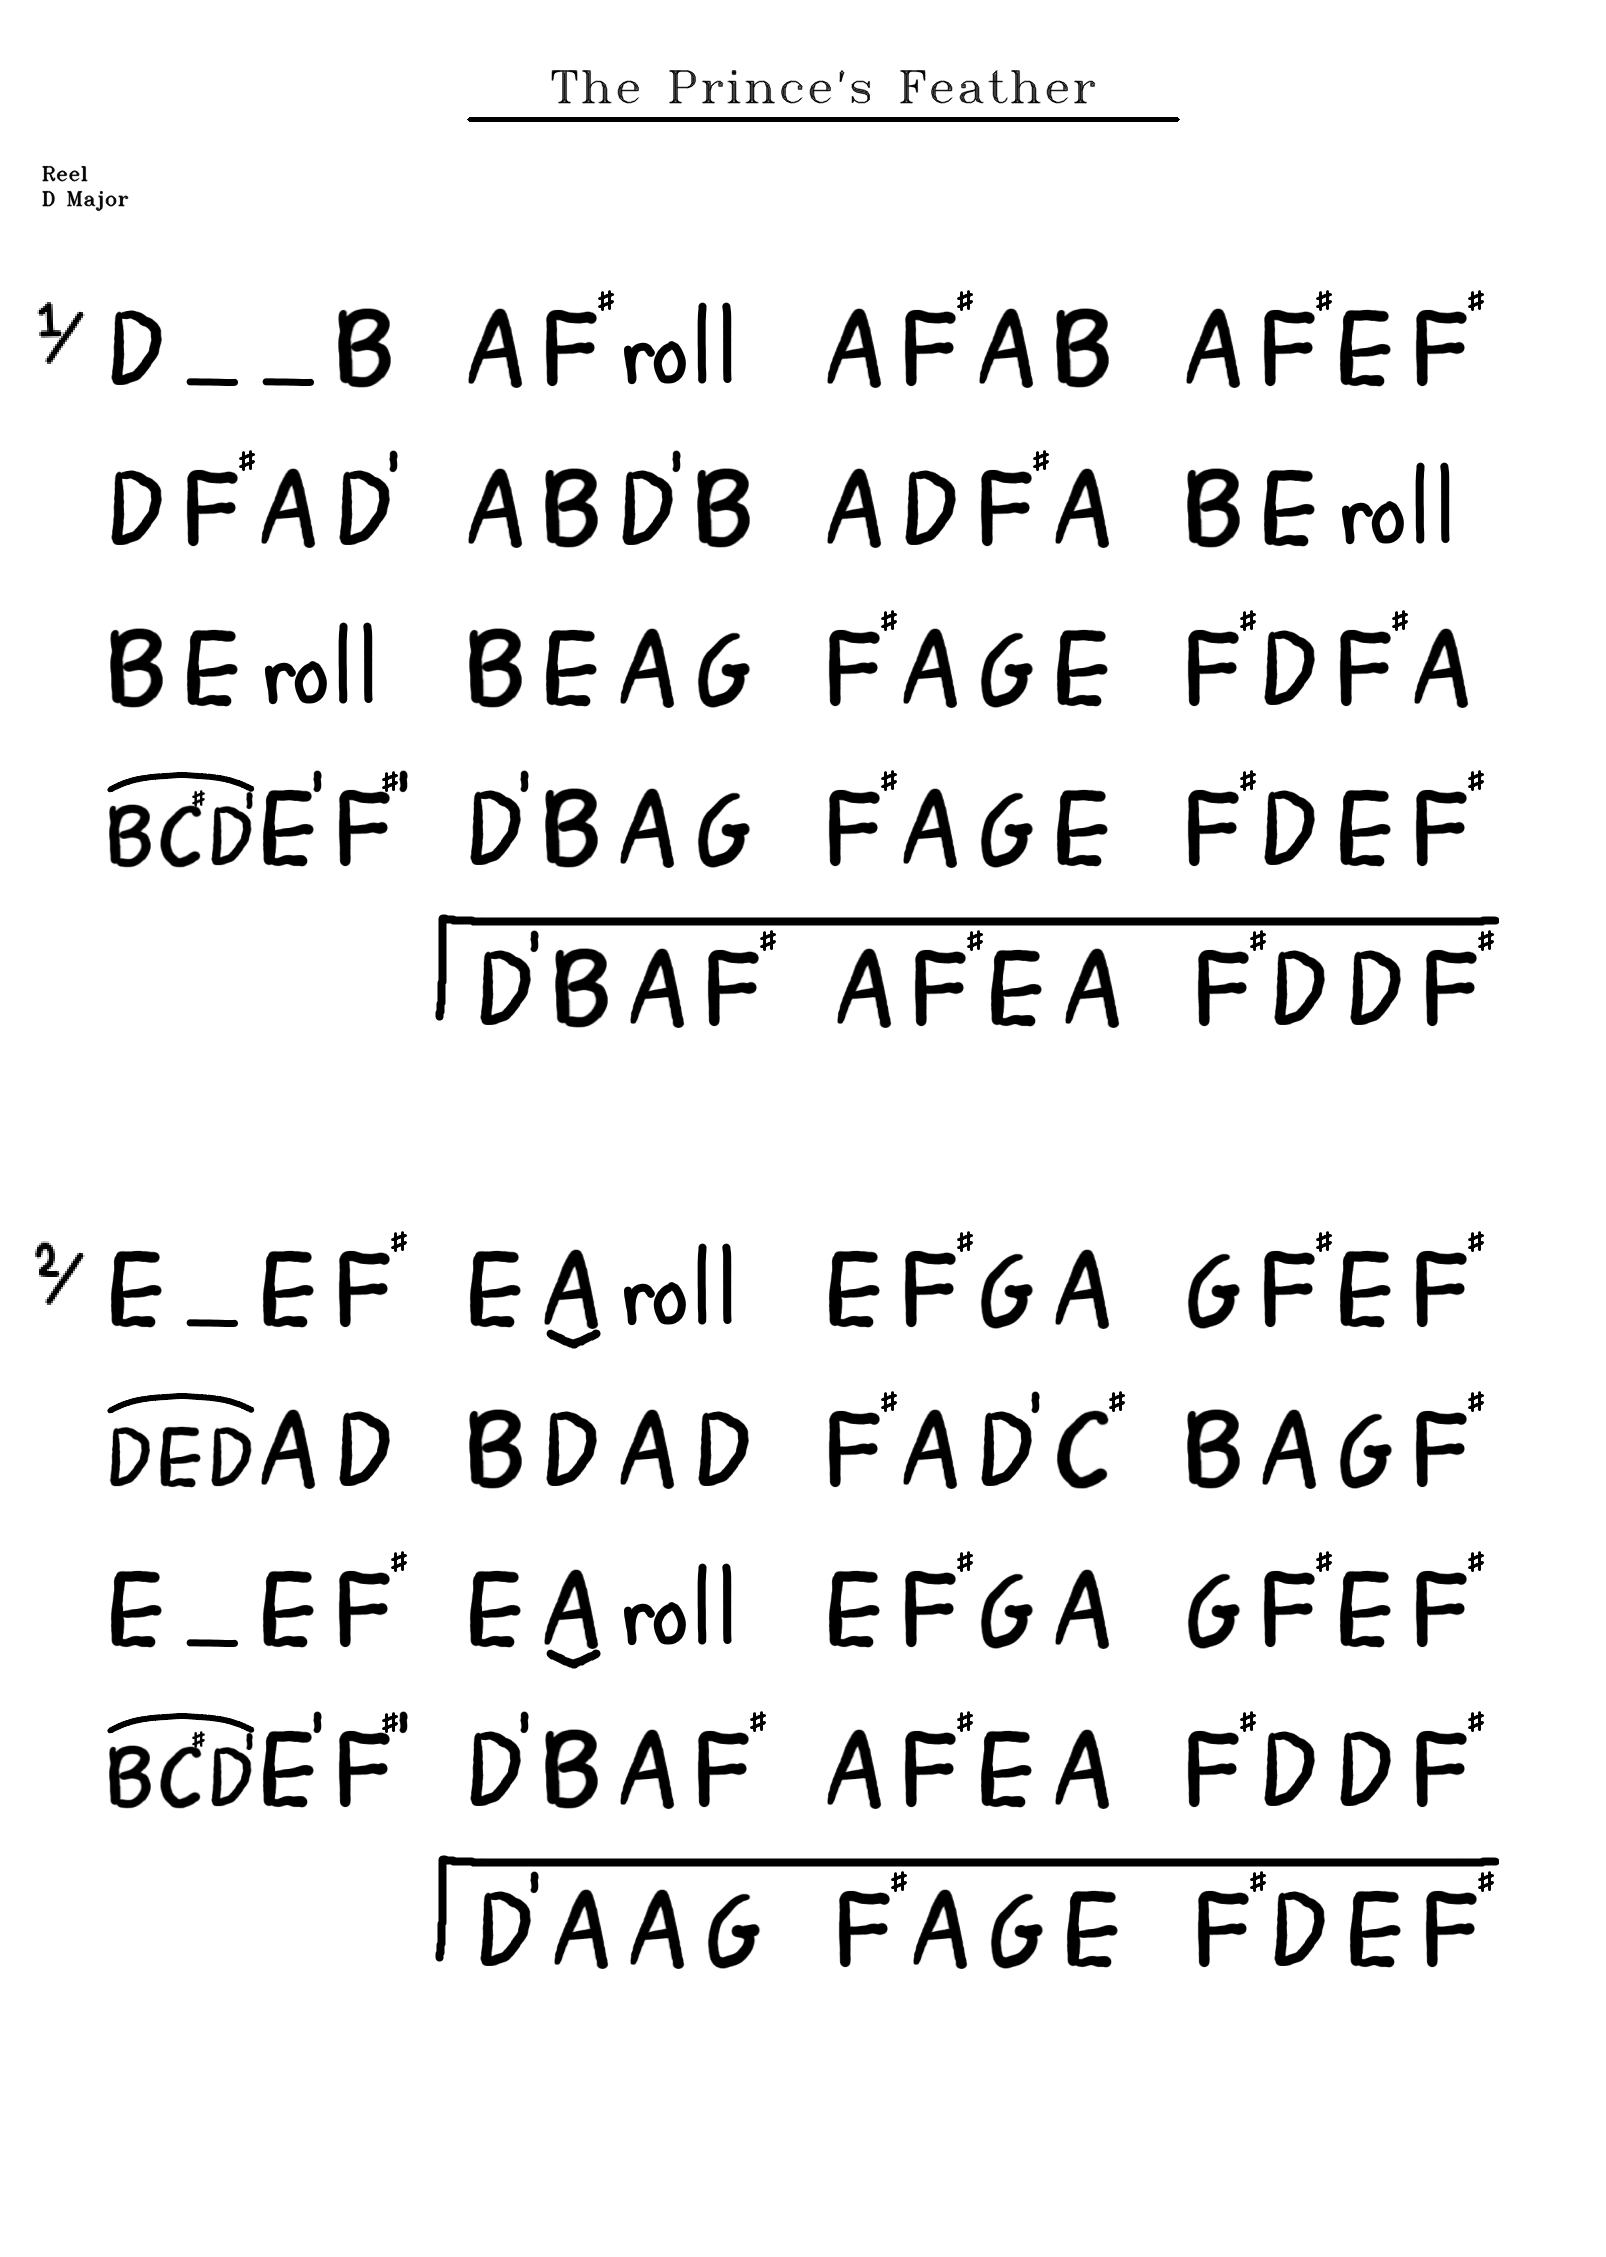 The Prince's Feather
Reel
D Major
1/ D _ _ B AF♯ roll AF♯AB AF♯EF♯
DF♯AD' ABD'B ADF♯A BE roll
BE roll BEAG F♯AGE F♯DF♯A
BC♯D'E'F♯' D'BAG F♯AGE F♯DEF♯
D'BAF♯ AF♯EA F♯DDF♯
2/ E _ EF♯ EA roll EF♯GA GF♯EF♯
DEDAD BDAD F♯AD'C♯ BAGF♯
E _ EF♯ EA roll EF♯GA GF♯EF♯
BC♯D'E'F♯' D'BAF♯ AF♯EA F♯DDF♯
D'AAG F♯AGE F♯DEF♯